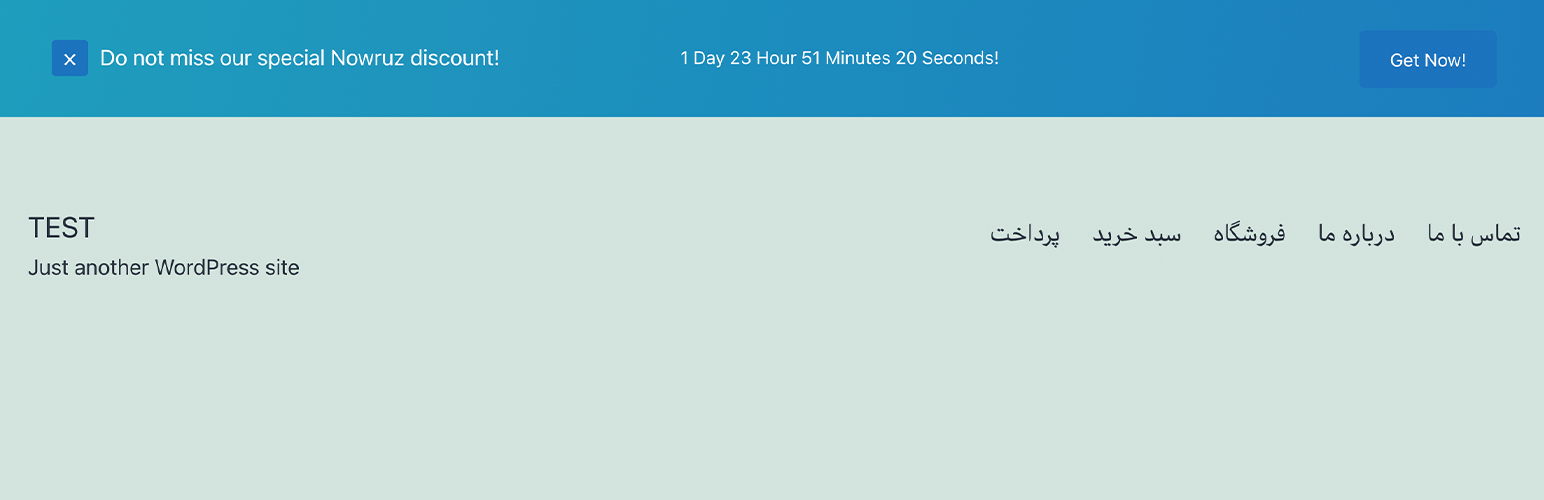 × Do not miss our special Nowruz discount! 1 Day 23 Hour 51 Minutes 20 Seconds! Get Now!
TEST
Just another WordPress site
تماس با ما درباره ما فروشگاه سبد خرید پرداخت